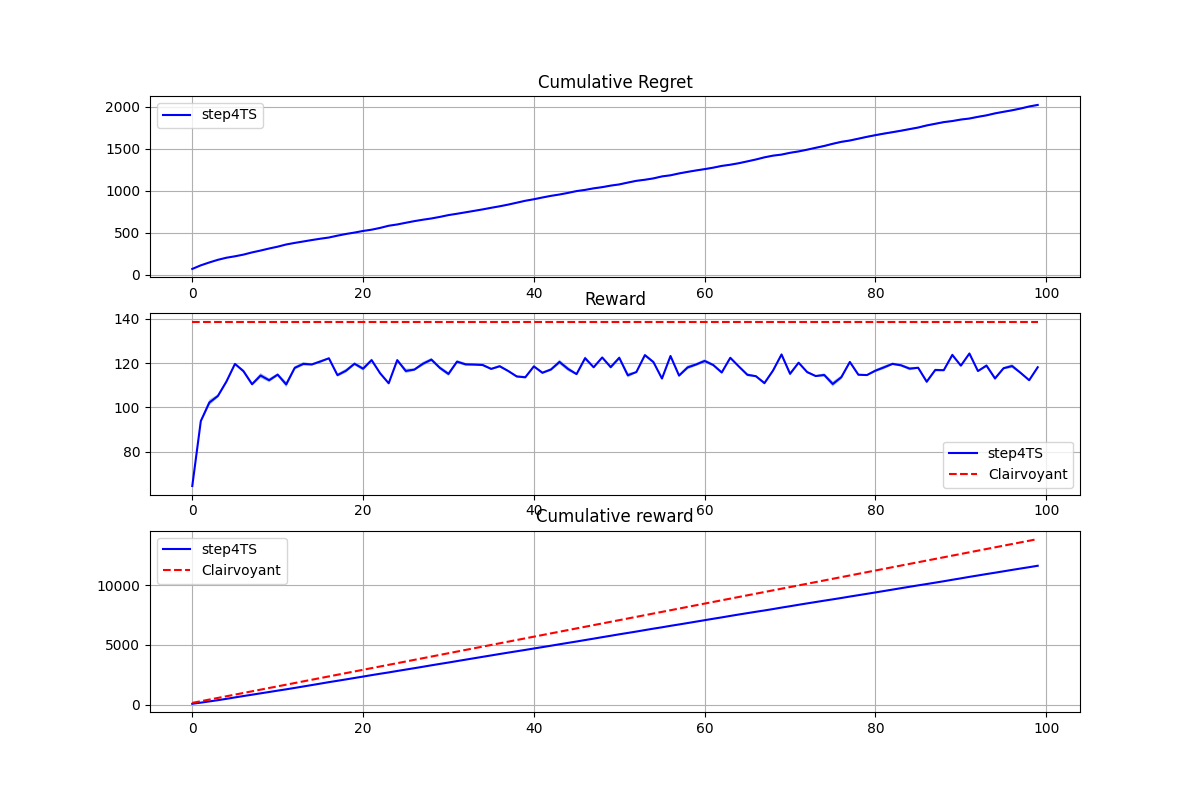 Cumulative Regret
2000
1500
1000
500
0
step4TS
0 20 40 60 80 100
Reward
140
120
100
80
step4TS
Clairvoyant
0 20 40 60 80 100
Cumulative reward
10000
5000
0
step4TS
Clairvoyant
0 20 40 60 80 100